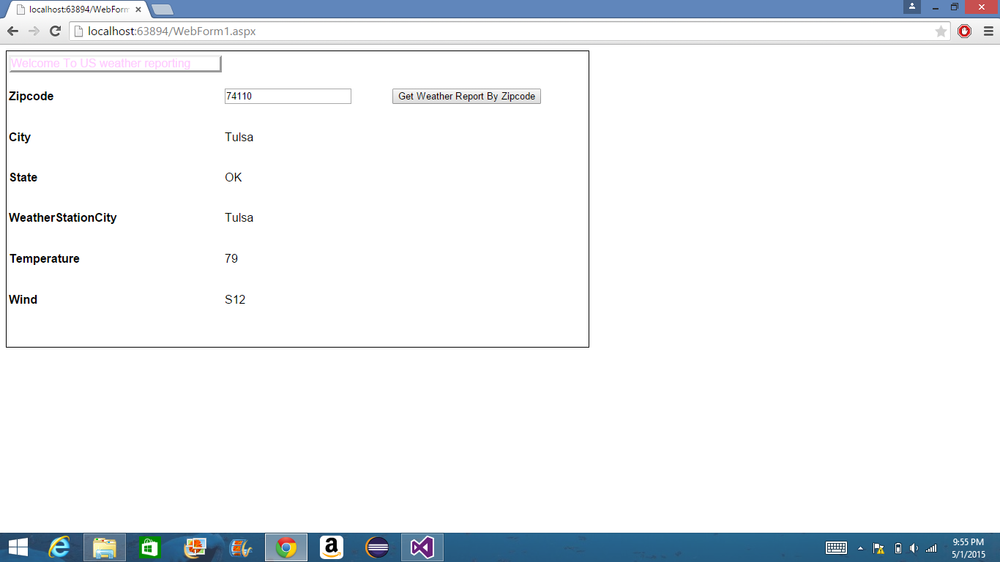 localhost:63894/WebForm
localhost:63894/WebForm1.aspx
Welcome To US weather reporting
Zipcode 74110 Get Weather Report By Zipcode
City Tulsa
State OK
WeatherStationCity Tulsa
Temperature 79
Wind S12
9:55 PM
5/1/2015